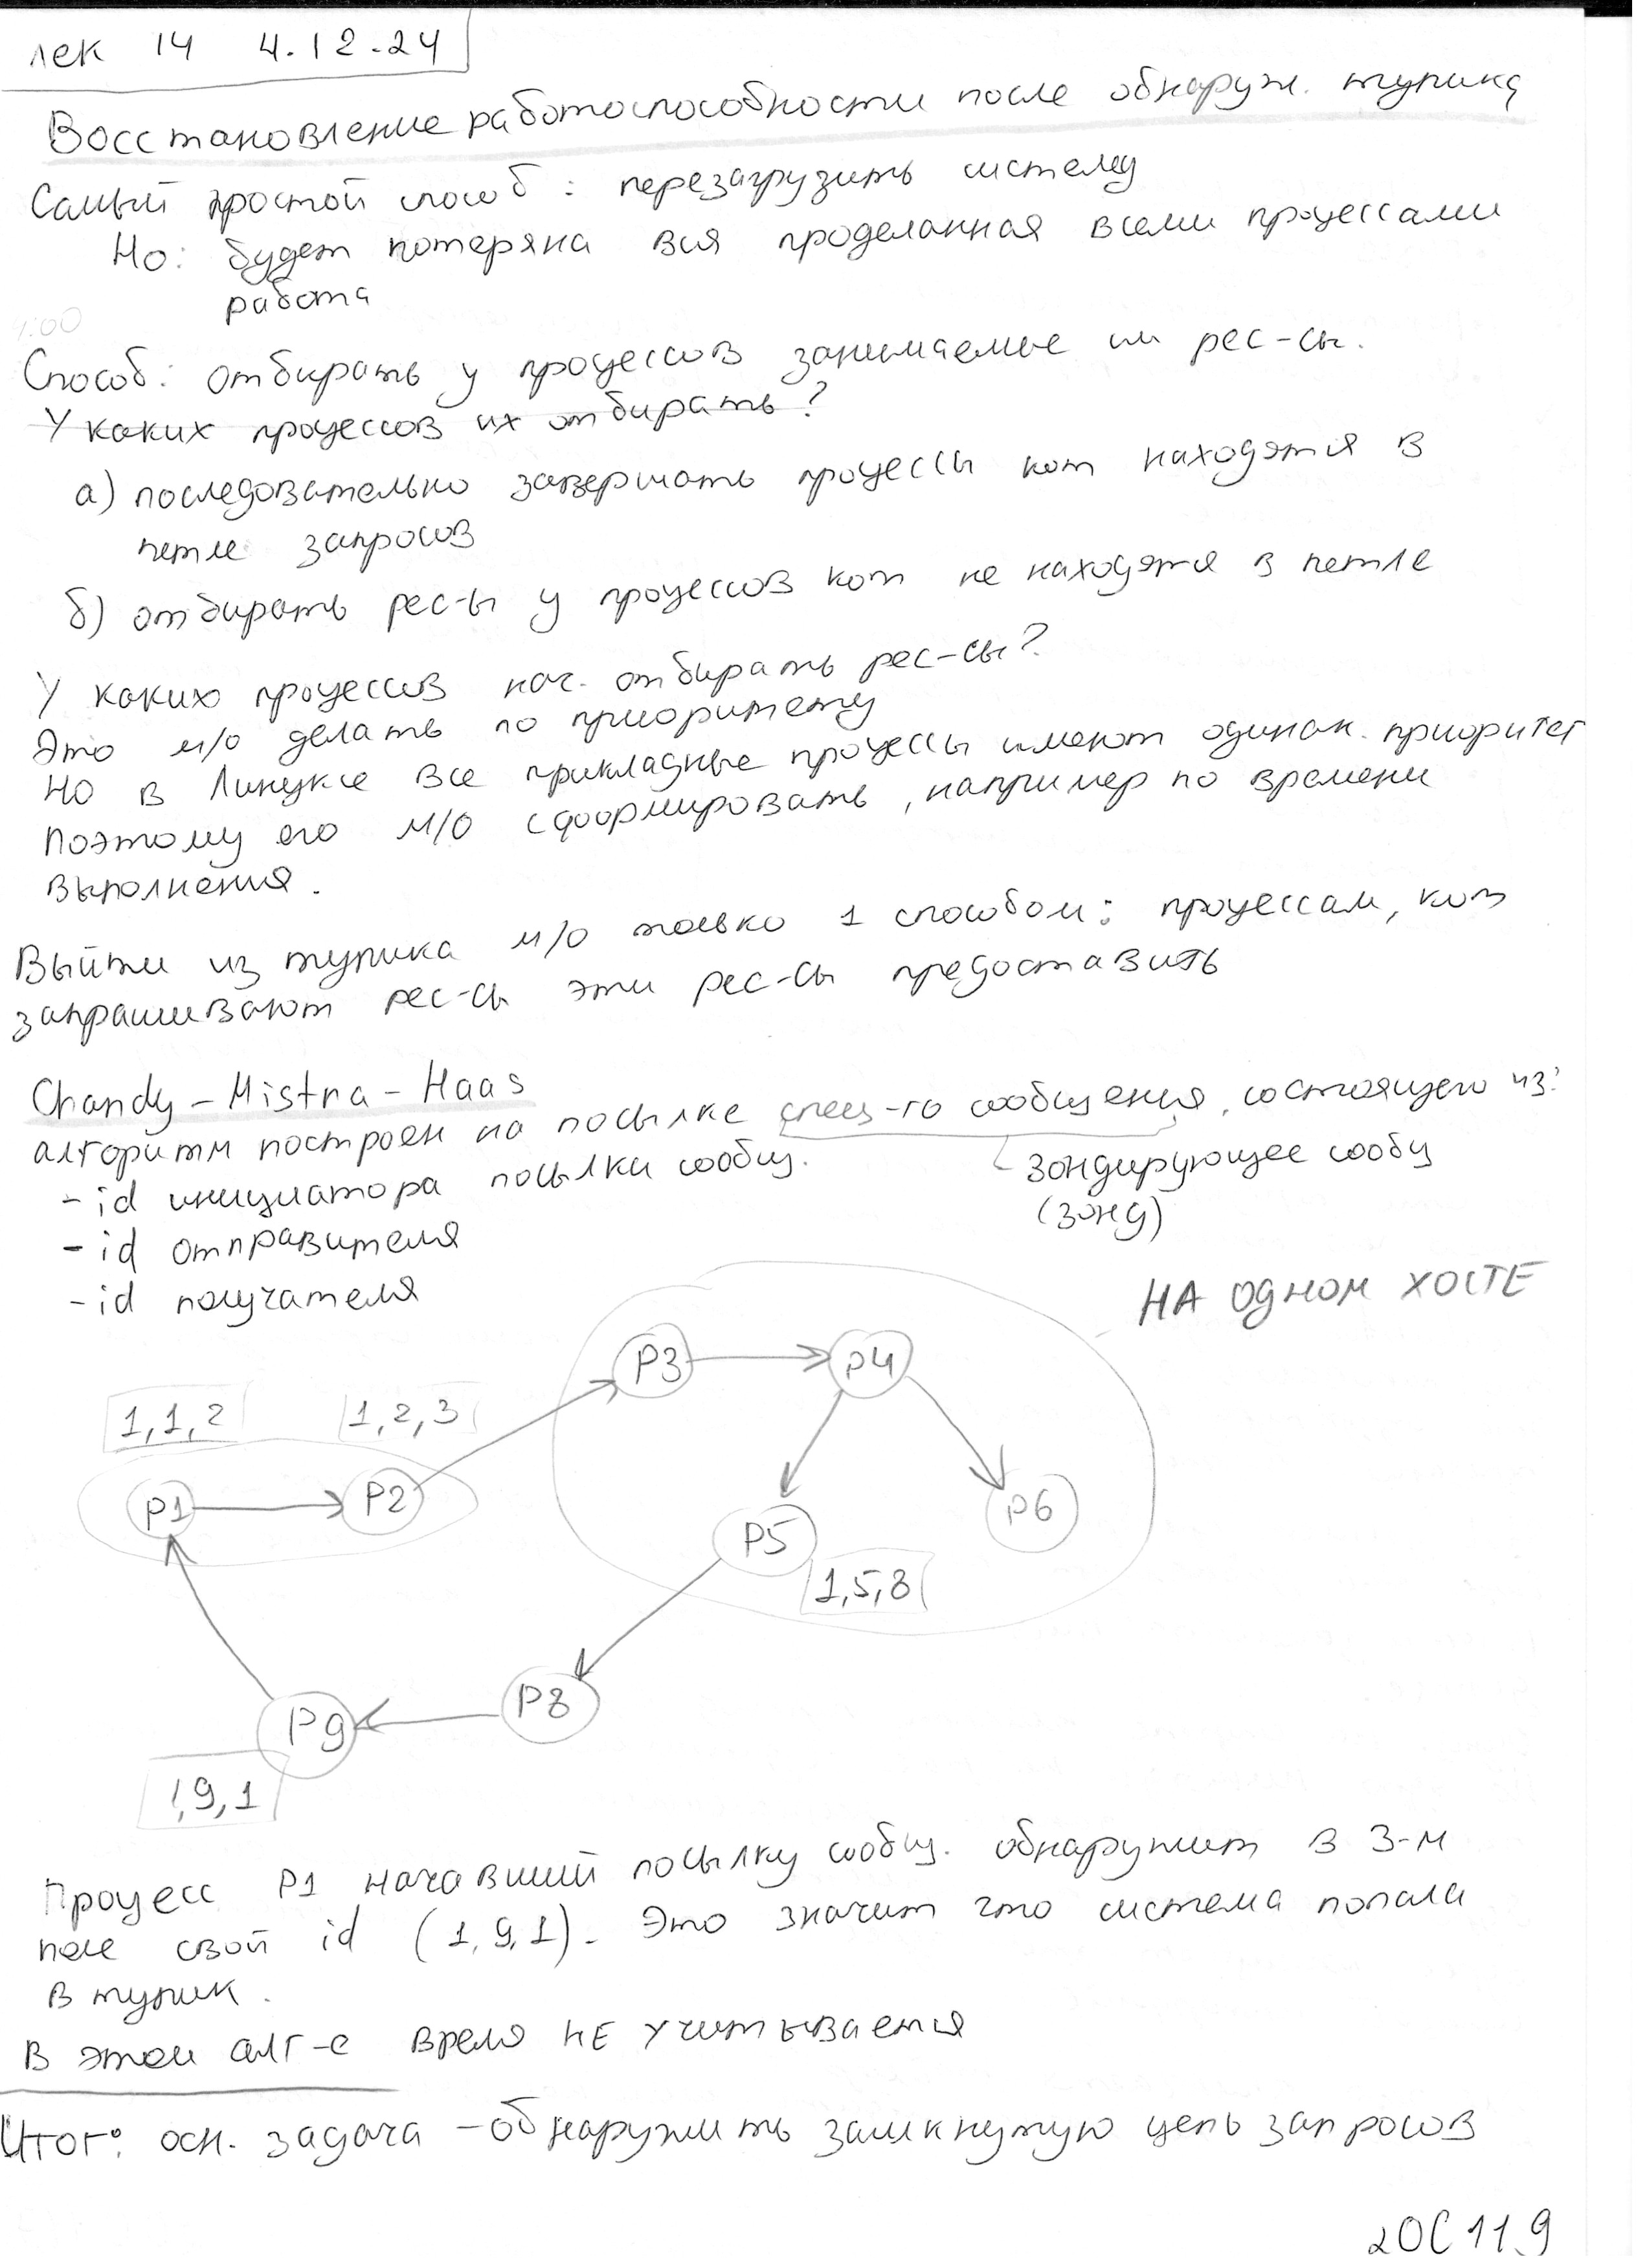 лек 14 4.12.24
Восстановление работоспособности после обнаруж. тупика
Самый простой способ: перезагрузить систему
Но: будет потеряна вся проделанная всеми процессами
работа
1:00
Способ: отбирать у процессов занимаемые им рес-сы.
У каких процессов их отбирать?
а) последовательно завершать процессы кот находятся в
петле запросов
б) отбирать рес-ы у процессов кот не находятся в петле
У каких процессов нач. отбирать рес-сы?
Это м/о делать по приоритету
НО в Линуксе все прикладные процессы имеют одинак. приоритет
Поэтому его м/о сформировать, например по времени
выполнения.
Выйти из тупика м/о только 1 способом: процессам, кот
запрашивают рес-сы эти рес-сы предоставить
Chandy-Mistra-Haas
алгоритм построен на посылке спец-го сообщения, состоящего из:
-id инициатора посылки сообщ.
зондирующее сообщ
(зонд)
-id отправителя
-id получателя
НА ОДНОМ ХОСТЕ
P3
P4
1,1,2
1,2,3
P1
P2
P5
P6
1,5,8
P8
P9
1,9,1
Процесс P1 начавший посылку сообщ. обнаружит в 3-м
поле свой id (1,9,1). Это значит что система попала
в тупик.
В этом алг-е время НЕ учитывается
Итог: осн. задача - обнаружить замкнутую цепь запросов
2ОС 11.9